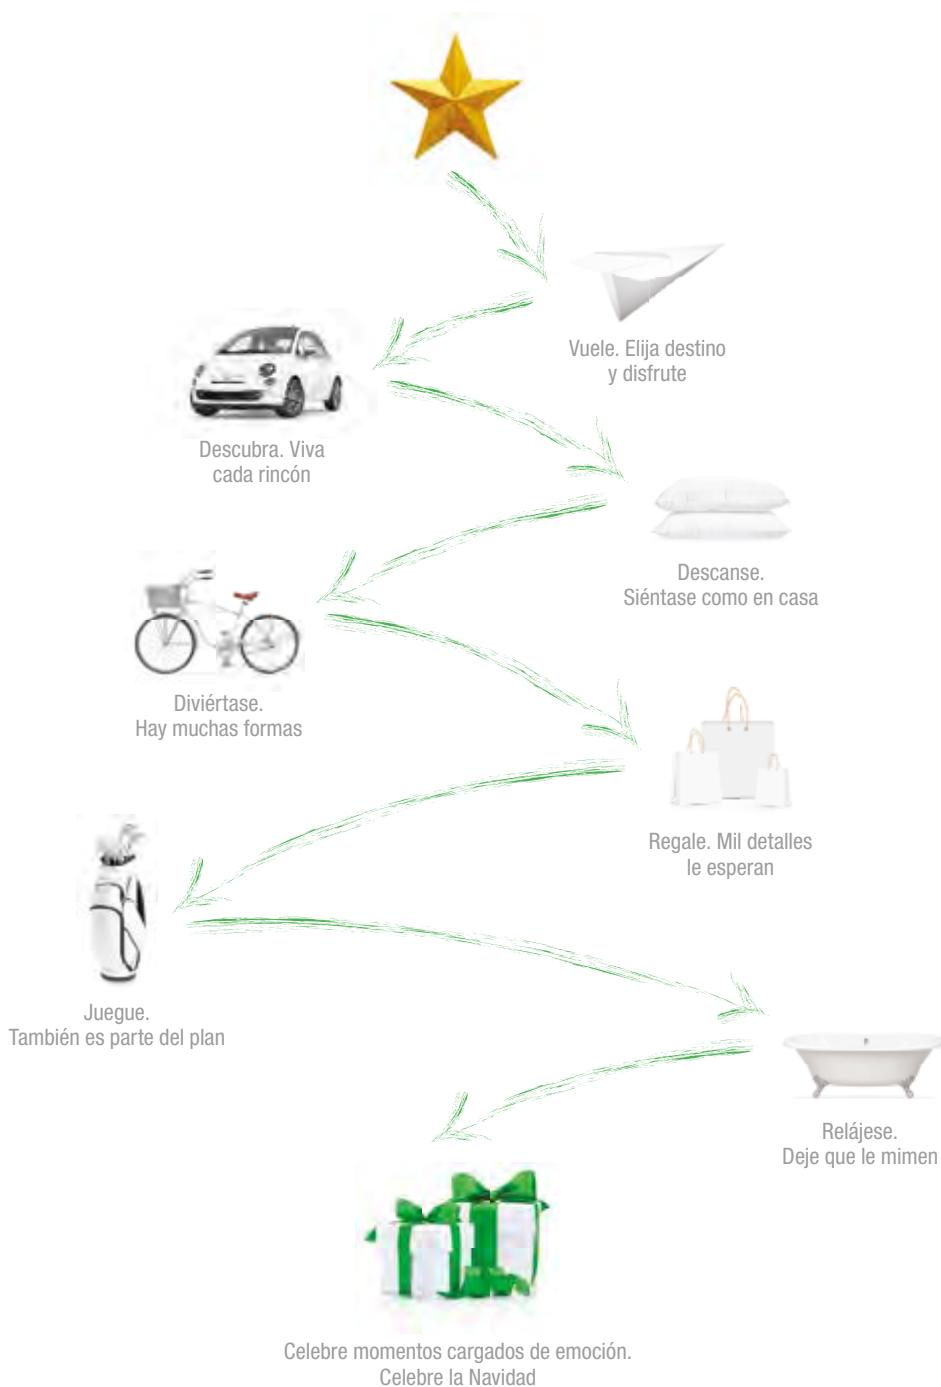 Vuele. Elija destino
y disfrute
Descubra. Viva
cada rincón
Descanse.
Siéntase como en casa
Diviértase.
Hay muchas formas
Regale. Mil detalles
le esperan
Juegue.
También es parte del plan
Relájese.
Deje que le mimen
Celebre momentos cargados de emoción.
Celebre la Navidad